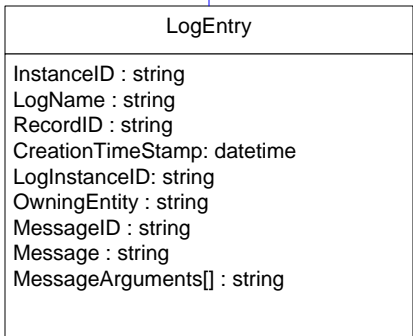 LogEntry
InstanceID : string
LogName : string
RecordID : string
CreationTimeStamp: datetime
LogInstanceID: string
OwningEntity : string
MessageID : string
Message : string
MessageArguments[] : string